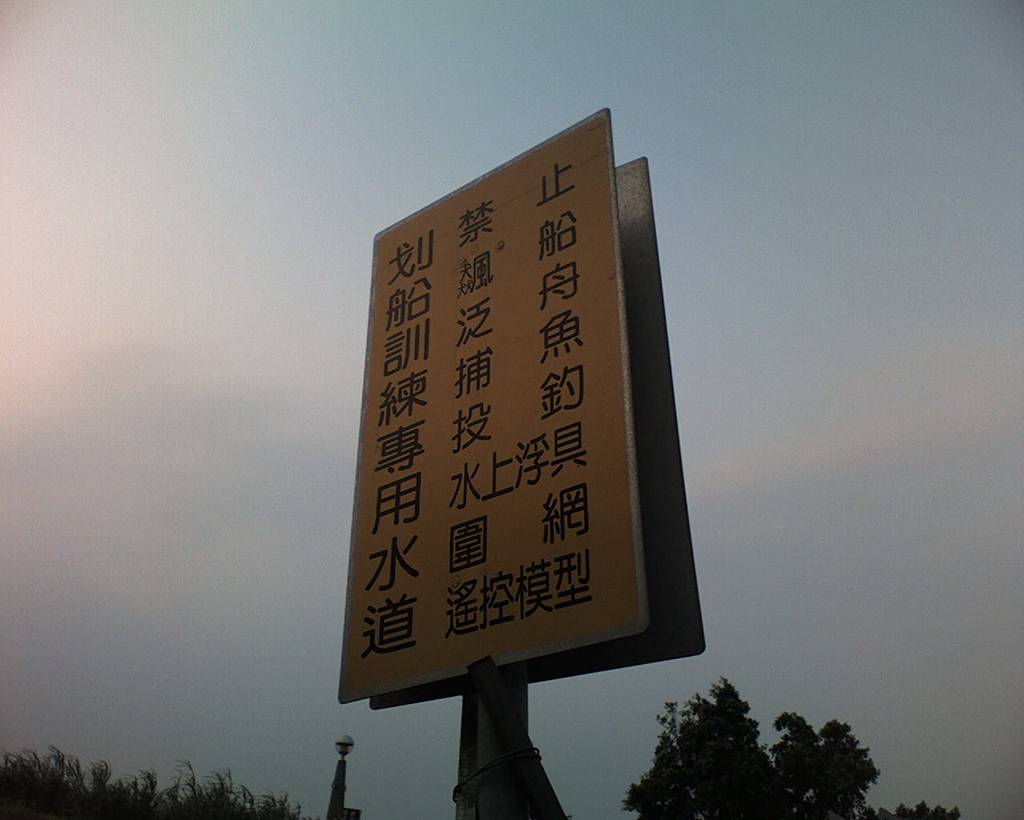 划船訓練專用水道
禁止
飆船
泛舟
捕魚
投釣
水上浮具
圍網
遙控模型